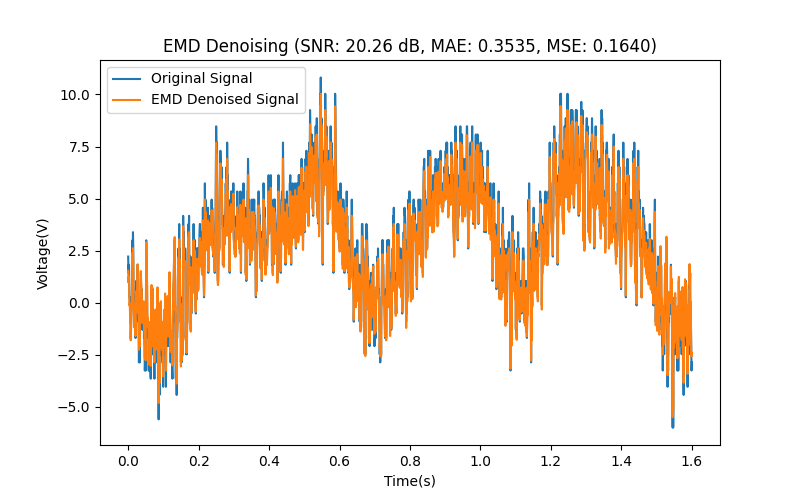 EMD Denoising (SNR: 20.26 dB, MAE: 0.3535, MSE: 0.1640)
Original Signal
EMD Denoised Signal
10.0
7.5
5.0
2.5
0.0
−2.5
−5.0
Voltage(V)
0.0 0.2 0.4 0.6 0.8 1.0 1.2 1.4 1.6
Time(s)